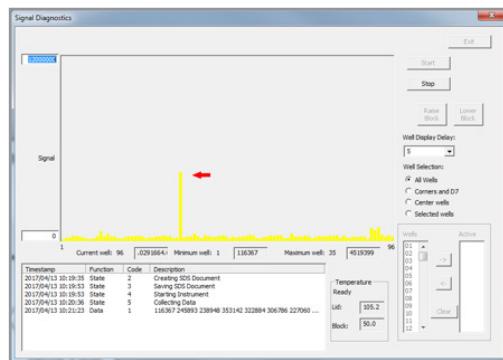 Signal Diagnostics
Exit
12000000
Start
Stop
Raise Block
Lower Block
Well Display Delay:
5
Signal
Well Selection:
All Wells
Corners and D7
Center wells
Selected wells
0
1
96
Current well: 96 .0291664.6 Minimum well: 1 116367 Maximum well: 35 4519399
Wells
Active
01
02
03
04
05
06
07
08
09
10
11
12
->
<-
Clear
Timestamp Function Code Description
2017/04/13 10:19:35 State 2 Creating SDS Document
2017/04/13 10:19:53 State 3 Saving SDS Document
2017/04/13 10:19:53 State 4 Starting Instrument
2017/04/13 10:20:36 State 5 Collecting Data
2017/04/13 10:21:23 Data 1 116367 245893 238948 353142 322884 306786 227060 ...
Temperature
Ready
Lid: 105.2
Block: 50.0